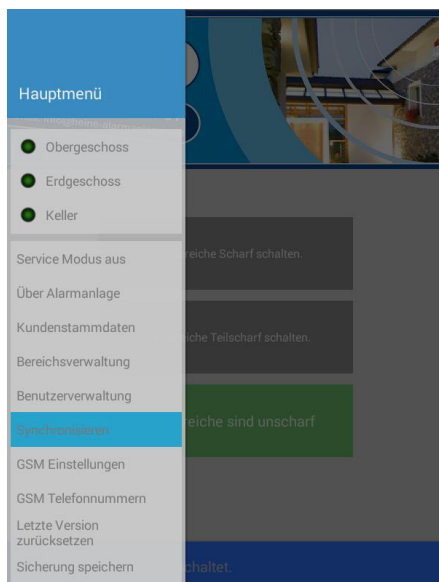 Hauptmenü
Obergeschoss
Erdgeschoss
Keller
Service Modus aus
reiche Scharf schalten.
Über Alarmanlage
Kundenstammdaten
iche Teilscharf schalten.
Bereichsverwaltung
Benutzerverwaltung
Synchronisieren
reiche sind unscharf
GSM Einstellungen
GSM Telefonnummern
Letzte Version
zurücksetzen
Sicherung speichern
chaltet.